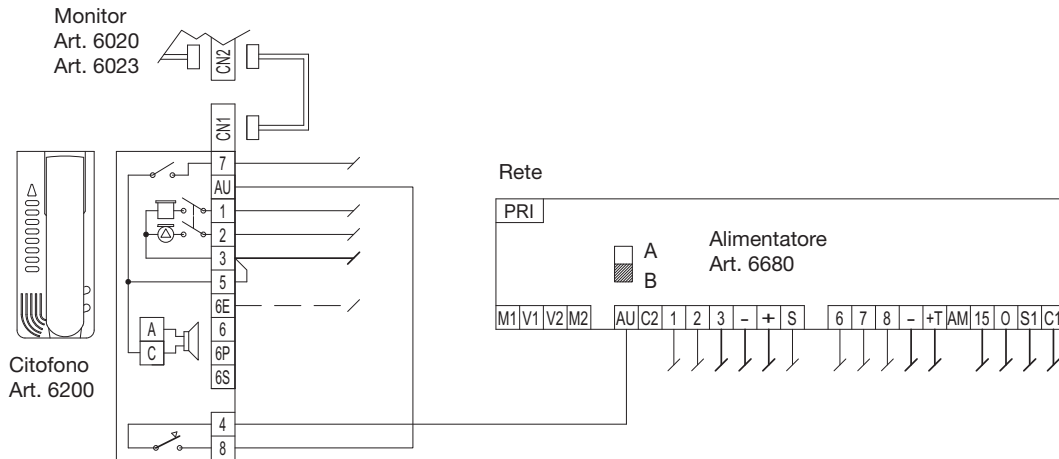 Monitor
Art. 6020
Art. 6023
CN2
CN1
7
AU
1
2
3
5
6E
6
6P
6S
4
8
A
C
Citofono
Art. 6200
Rete
PRI
A
B
Alimentatore
Art. 6680
M1 V1 V2 M2 AU C2 1 2 3 – + S 6 7 8 – +T AM 15 0 S1 C1